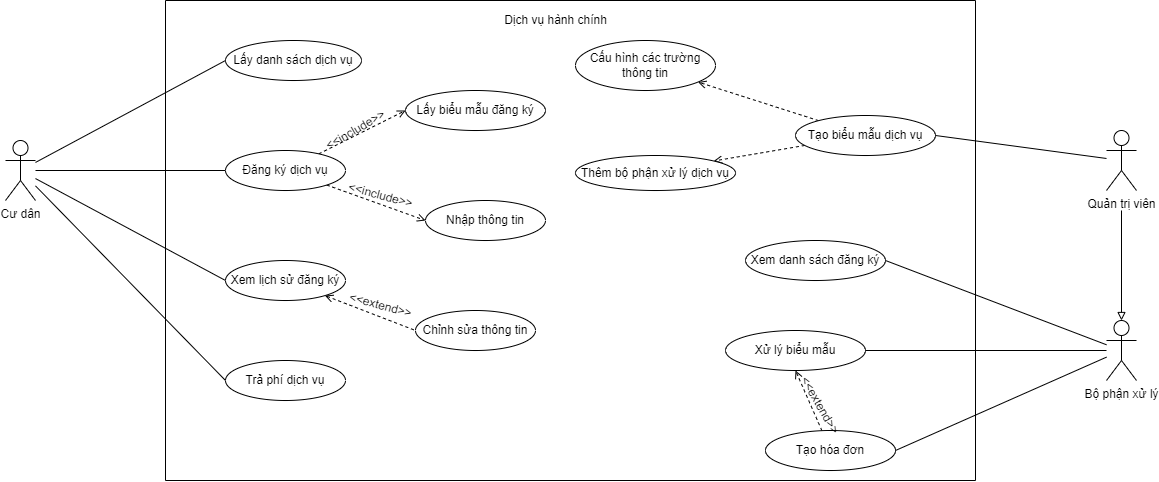 Dịch vụ hành chính
Lấy danh sách dịch vụ
Cấu hình các trường
thông tin
Lấy biểu mẫu đăng ký
<<include>>
Tạo biểu mẫu dịch vụ
Đăng ký dịch vụ
Thêm bộ phận xử lý dịch vụ
<<include>>
Cư dân
Quản trị viên
Nhập thông tin
Xem danh sách đăng ký
Xem lịch sử đăng ký
<<extend>>
Chỉnh sửa thông tin
Xử lý biểu mẫu
Trả phí dịch vụ
<<extend>>
Bộ phận xử lý
Tạo hóa đơn